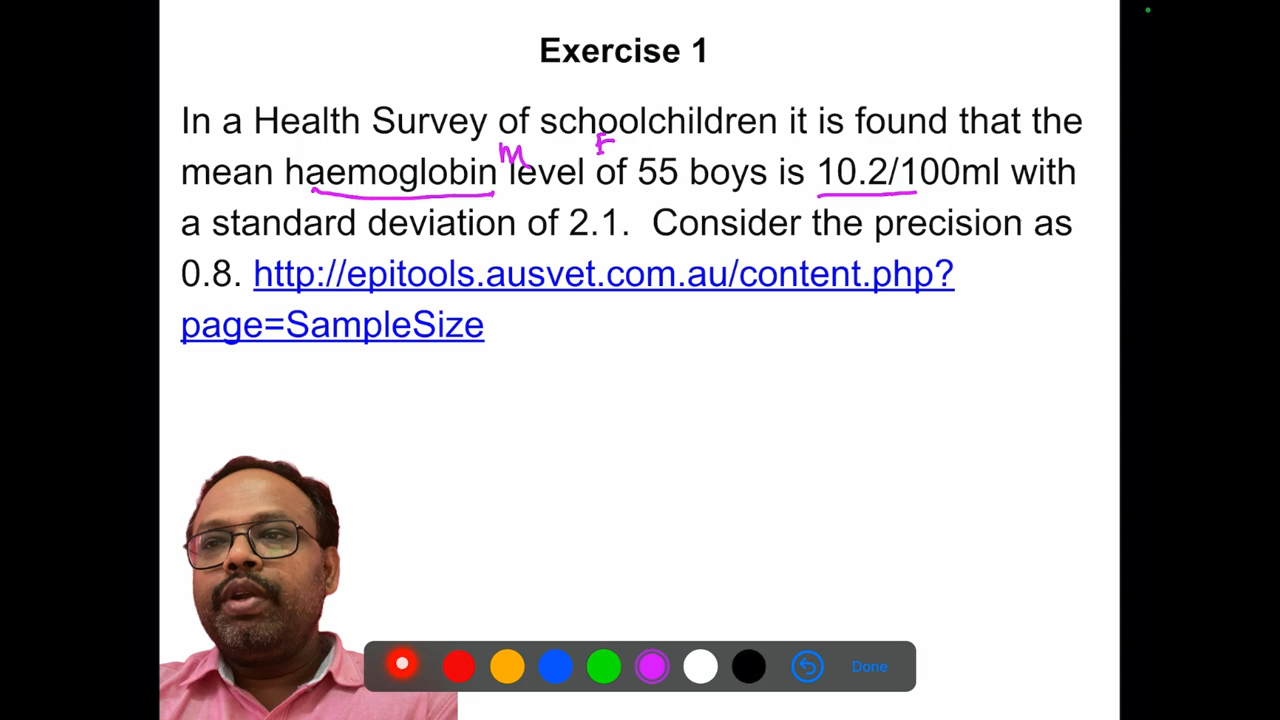 Exercise 1
In a Health Survey of schoolchildren it is found that the
M F
mean haemoglobin level of 55 boys is 10.2/100ml with
a standard deviation of 2.1. Consider the precision as
0.8. http://epitools.ausvet.com.au/content.php?
page=SampleSize
Done